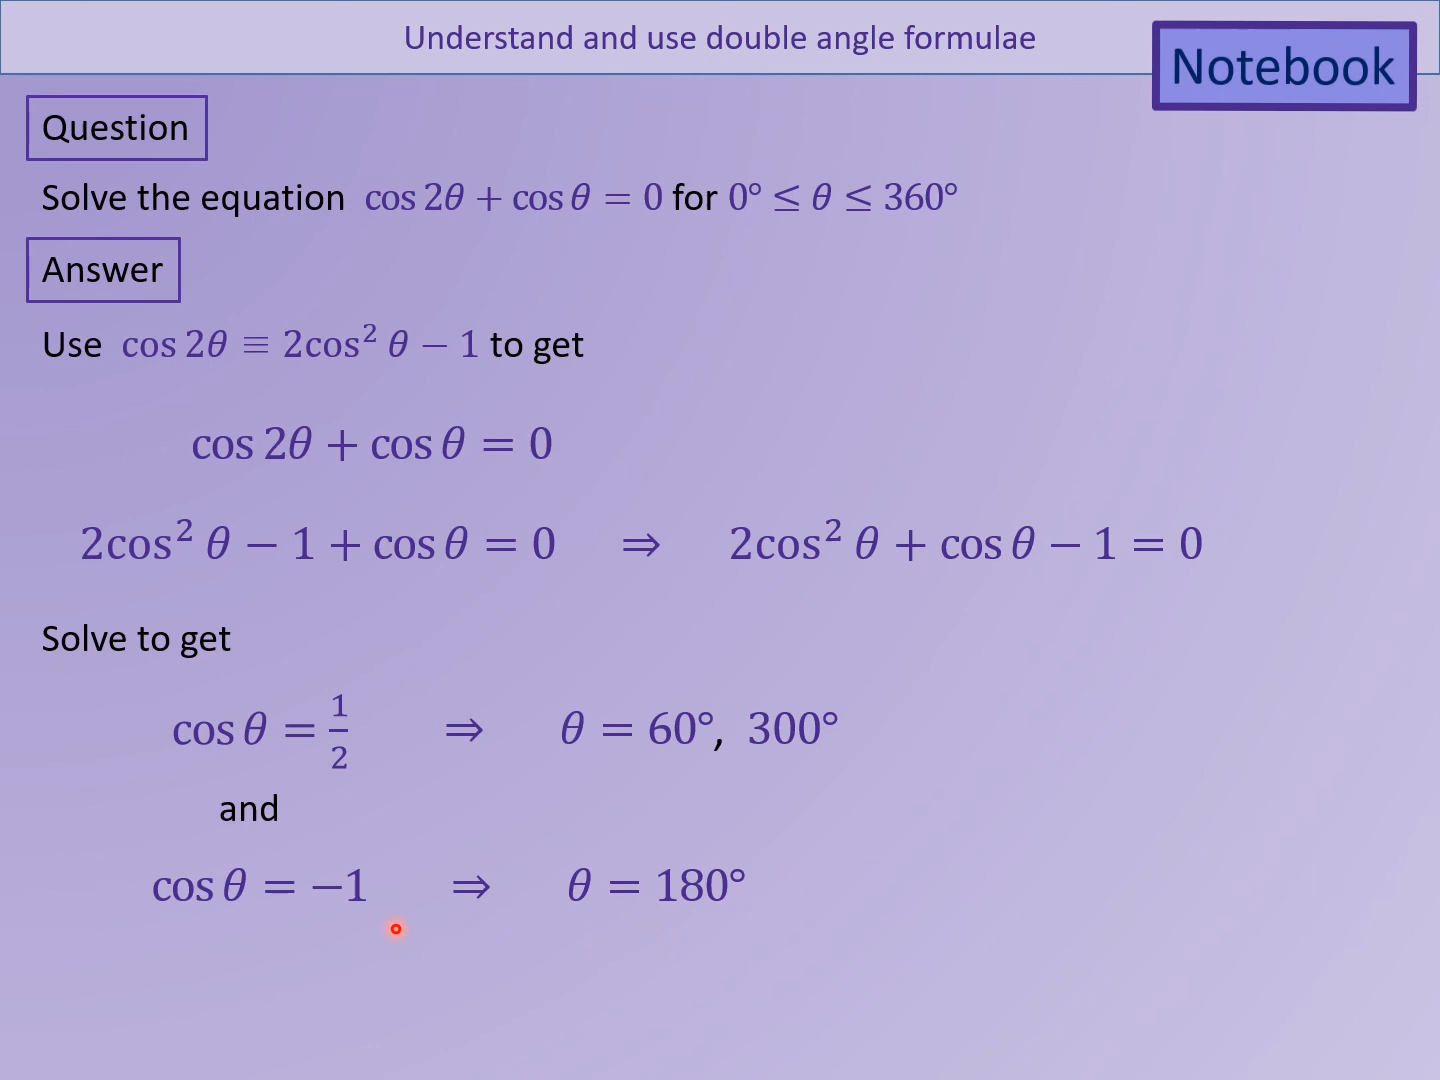 Understand and use double angle formulae
Notebook
Question
Solve the equation cos 2θ + cos θ = 0 for 0° ≤ θ ≤ 360°
Answer
Use cos 2θ ≡ 2cos² θ − 1 to get
cos 2θ + cos θ = 0
2cos² θ − 1 + cos θ = 0 ⇒ 2cos² θ + cos θ − 1 = 0
Solve to get
cos θ = 1/2 ⇒ θ = 60°, 300°
and
cos θ = −1 ⇒ θ = 180°